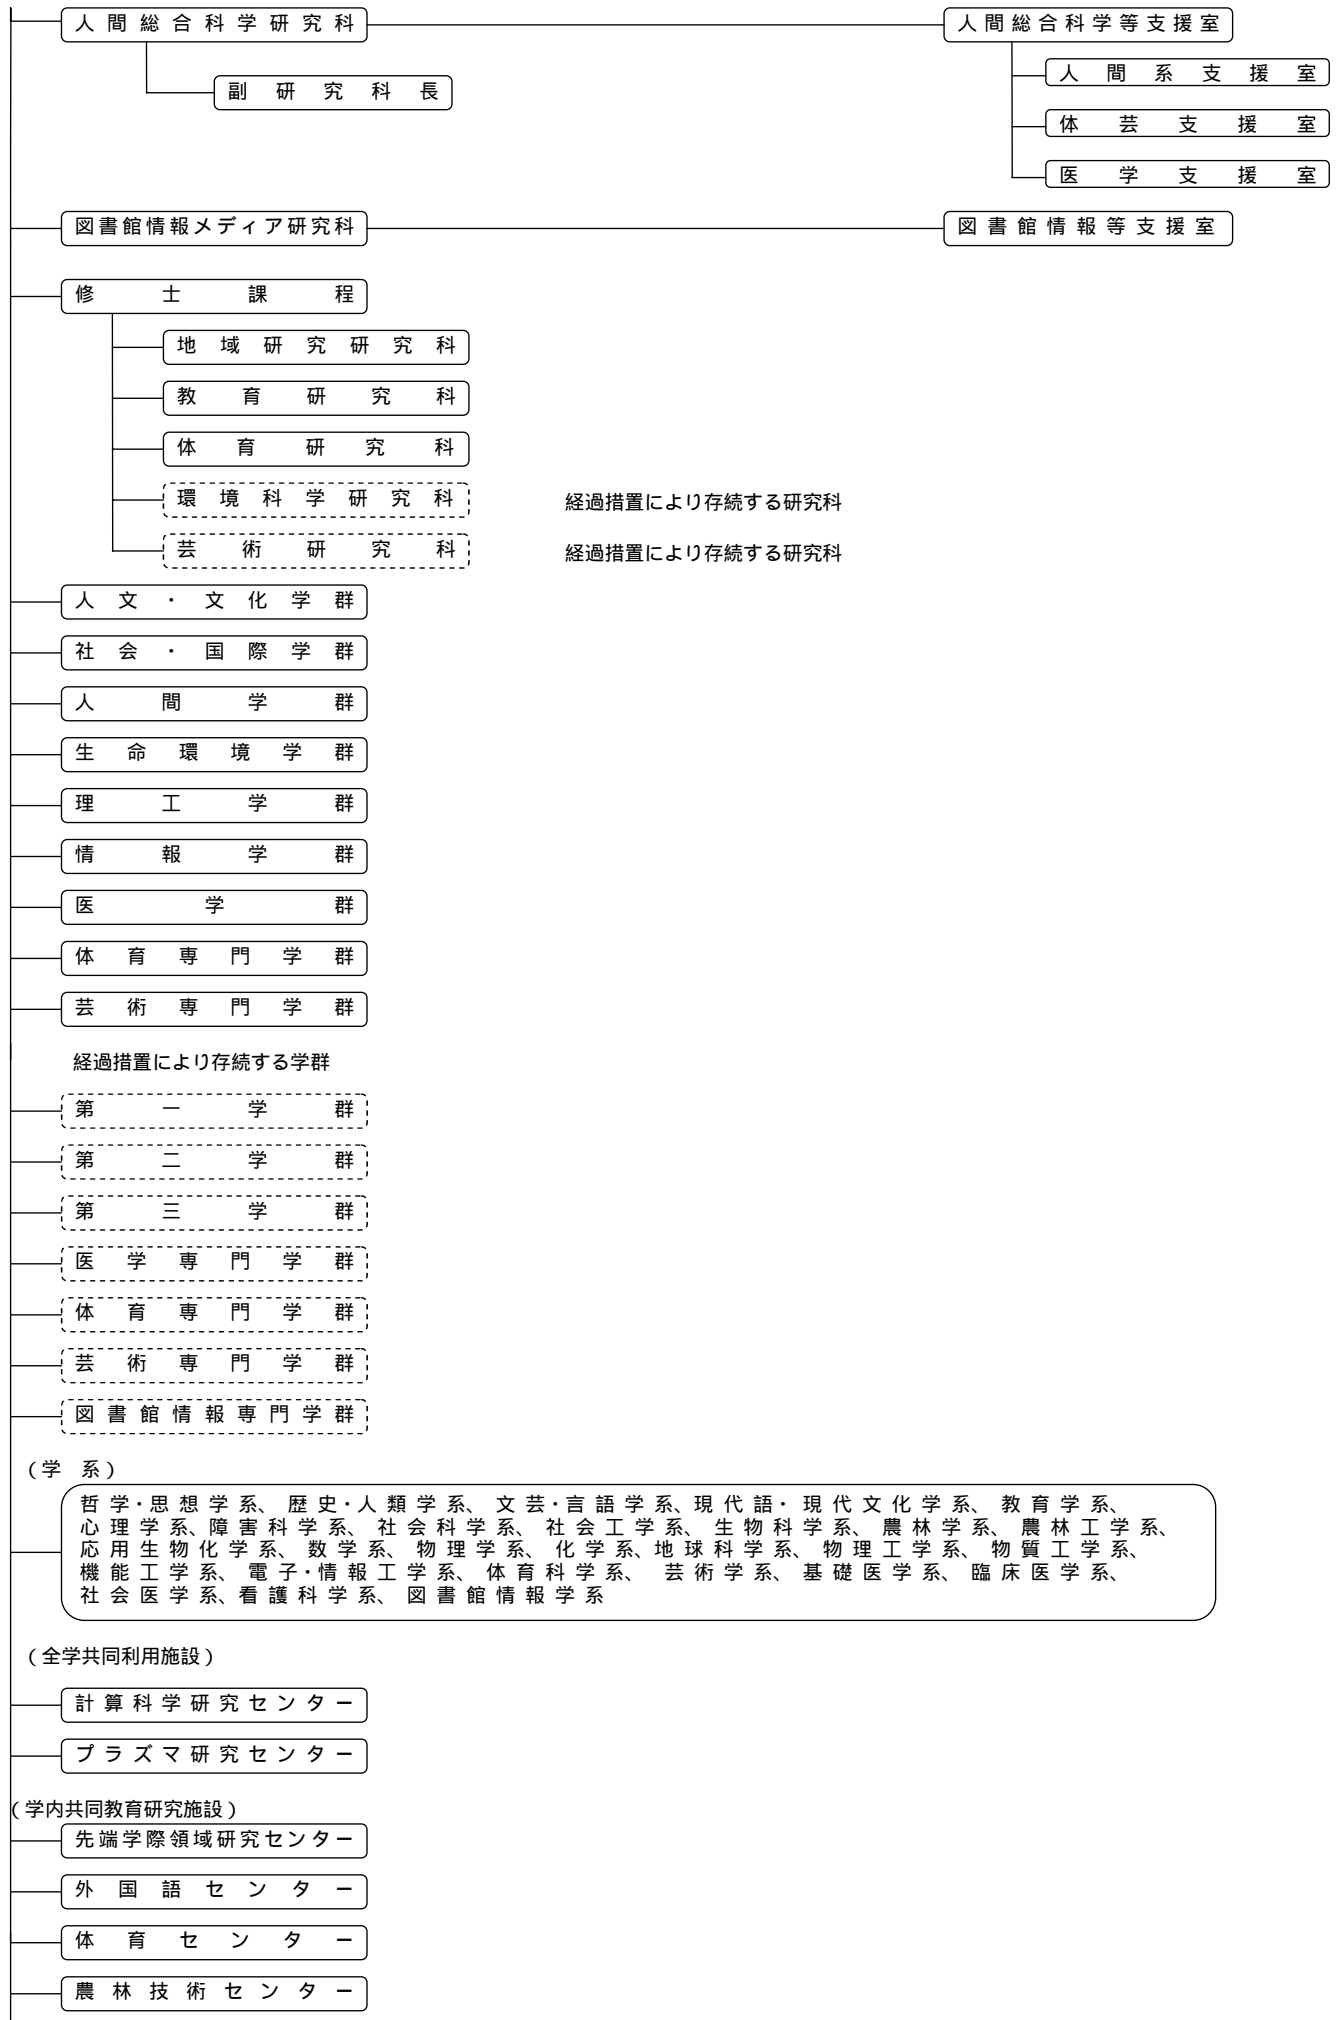 人間総合科学研究科
人間総合科学等支援室
人間系支援室
副研究科長
体芸支援室
医学支援室
図書館情報メディア研究科
図書館情報等支援室
修士課程
地域研究研究科
教育研究科
体育研究科
環境科学研究科
経過措置により存続する研究科
芸術研究科
経過措置により存続する研究科
人文・文化学群
社会・国際学群
人間学群
生命環境学群
理工学群
情報学群
医学群
体育専門学群
芸術専門学群
経過措置により存続する学群
第一学群
第二学群
第三学群
医学専門学群
体育専門学群
芸術専門学群
図書館情報専門学群
(学 系)
哲学・思想学系、歴史・人類学系、文芸・言語学系、現代語・現代文化学系、教育学系、
心理学系、障害科学系、社会科学系、社会工学系、生物科学系、農林学系、農林工学系、
応用生物化学系、数学系、物理学系、化学系、地球科学系、物理工学系、物質工学系、
機能工学系、電子・情報工学系、体育科学系、芸術学系、基礎医学系、臨床医学系、
社会医学系、看護科学系、図書館情報学系
(全学共同利用施設)
計算科学研究センター
プラズマ研究センター
(学内共同教育研究施設)
先端学際領域研究センター
外国語センター
体育センター
農林技術センター